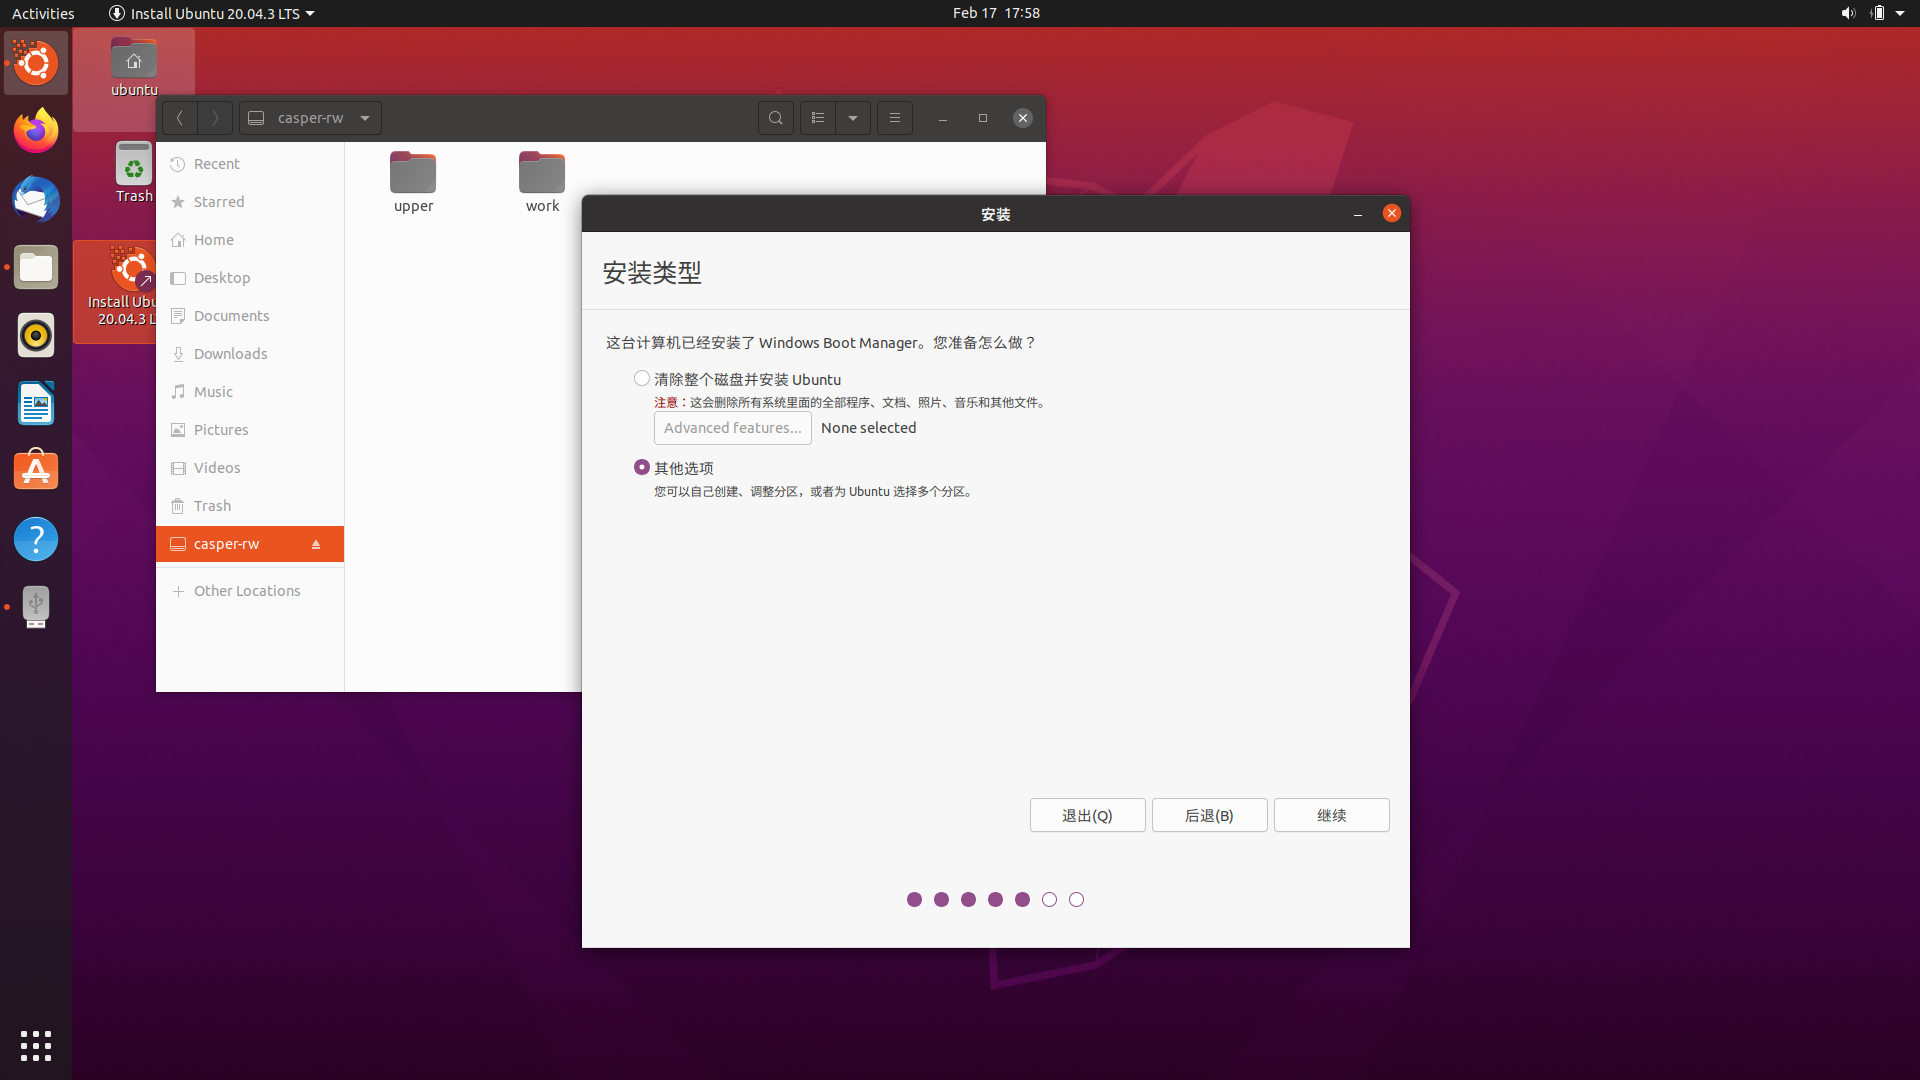 Activities
Install Ubuntu 20.04.3 LTS
Feb 17 17:58
ubuntu
Trash
Install Ubu
20.04.3 L
casper-rw
Recent
Starred
Home
Desktop
Documents
Downloads
Music
Pictures
Videos
Trash
casper-rw
Other Locations
upper
work
安装
安装类型
这台计算机已经安装了 Windows Boot Manager。您准备怎么做？
清除整个磁盘并安装 Ubuntu
注意：这会删除所有系统里面的全部程序、文档、照片、音乐和其他文件。
Advanced features... None selected
其他选项
您可以自己创建、调整分区，或者为 Ubuntu 选择多个分区。
退出(Q) 后退(B) 继续